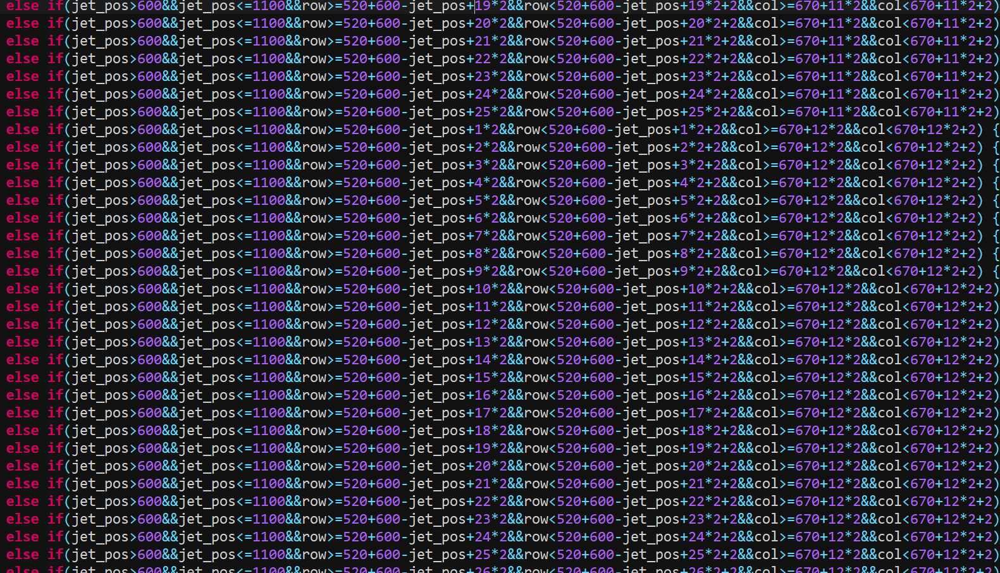 else if(jet_pos>600&&jet_pos<=1100&&row>=520+600-jet_pos+19*2&&row<520+600-jet_pos+19*2+2&&col>=670+11*2&&col<670+11*2+2)
else if(jet_pos>600&&jet_pos<=1100&&row>=520+600-jet_pos+20*2&&row<520+600-jet_pos+20*2+2&&col>=670+11*2&&col<670+11*2+2)
else if(jet_pos>600&&jet_pos<=1100&&row>=520+600-jet_pos+21*2&&row<520+600-jet_pos+21*2+2&&col>=670+11*2&&col<670+11*2+2)
else if(jet_pos>600&&jet_pos<=1100&&row>=520+600-jet_pos+22*2&&row<520+600-jet_pos+22*2+2&&col>=670+11*2&&col<670+11*2+2)
else if(jet_pos>600&&jet_pos<=1100&&row>=520+600-jet_pos+23*2&&row<520+600-jet_pos+23*2+2&&col>=670+11*2&&col<670+11*2+2)
else if(jet_pos>600&&jet_pos<=1100&&row>=520+600-jet_pos+24*2&&row<520+600-jet_pos+24*2+2&&col>=670+11*2&&col<670+11*2+2)
else if(jet_pos>600&&jet_pos<=1100&&row>=520+600-jet_pos+25*2&&row<520+600-jet_pos+25*2+2&&col>=670+11*2&&col<670+11*2+2)
else if(jet_pos>600&&jet_pos<=1100&&row>=520+600-jet_pos+1*2&&row<520+600-jet_pos+1*2+2&&col>=670+12*2&&col<670+12*2+2) {
else if(jet_pos>600&&jet_pos<=1100&&row>=520+600-jet_pos+2*2&&row<520+600-jet_pos+2*2+2&&col>=670+12*2&&col<670+12*2+2) {
else if(jet_pos>600&&jet_pos<=1100&&row>=520+600-jet_pos+3*2&&row<520+600-jet_pos+3*2+2&&col>=670+12*2&&col<670+12*2+2) {
else if(jet_pos>600&&jet_pos<=1100&&row>=520+600-jet_pos+4*2&&row<520+600-jet_pos+4*2+2&&col>=670+12*2&&col<670+12*2+2) {
else if(jet_pos>600&&jet_pos<=1100&&row>=520+600-jet_pos+5*2&&row<520+600-jet_pos+5*2+2&&col>=670+12*2&&col<670+12*2+2) {
else if(jet_pos>600&&jet_pos<=1100&&row>=520+600-jet_pos+6*2&&row<520+600-jet_pos+6*2+2&&col>=670+12*2&&col<670+12*2+2) {
else if(jet_pos>600&&jet_pos<=1100&&row>=520+600-jet_pos+7*2&&row<520+600-jet_pos+7*2+2&&col>=670+12*2&&col<670+12*2+2) {
else if(jet_pos>600&&jet_pos<=1100&&row>=520+600-jet_pos+8*2&&row<520+600-jet_pos+8*2+2&&col>=670+12*2&&col<670+12*2+2) {
else if(jet_pos>600&&jet_pos<=1100&&row>=520+600-jet_pos+9*2&&row<520+600-jet_pos+9*2+2&&col>=670+12*2&&col<670+12*2+2) {
else if(jet_pos>600&&jet_pos<=1100&&row>=520+600-jet_pos+10*2&&row<520+600-jet_pos+10*2+2&&col>=670+12*2&&col<670+12*2+2)
else if(jet_pos>600&&jet_pos<=1100&&row>=520+600-jet_pos+11*2&&row<520+600-jet_pos+11*2+2&&col>=670+12*2&&col<670+12*2+2)
else if(jet_pos>600&&jet_pos<=1100&&row>=520+600-jet_pos+12*2&&row<520+600-jet_pos+12*2+2&&col>=670+12*2&&col<670+12*2+2)
else if(jet_pos>600&&jet_pos<=1100&&row>=520+600-jet_pos+13*2&&row<520+600-jet_pos+13*2+2&&col>=670+12*2&&col<670+12*2+2)
else if(jet_pos>600&&jet_pos<=1100&&row>=520+600-jet_pos+14*2&&row<520+600-jet_pos+14*2+2&&col>=670+12*2&&col<670+12*2+2)
else if(jet_pos>600&&jet_pos<=1100&&row>=520+600-jet_pos+15*2&&row<520+600-jet_pos+15*2+2&&col>=670+12*2&&col<670+12*2+2)
else if(jet_pos>600&&jet_pos<=1100&&row>=520+600-jet_pos+16*2&&row<520+600-jet_pos+16*2+2&&col>=670+12*2&&col<670+12*2+2)
else if(jet_pos>600&&jet_pos<=1100&&row>=520+600-jet_pos+17*2&&row<520+600-jet_pos+17*2+2&&col>=670+12*2&&col<670+12*2+2)
else if(jet_pos>600&&jet_pos<=1100&&row>=520+600-jet_pos+18*2&&row<520+600-jet_pos+18*2+2&&col>=670+12*2&&col<670+12*2+2)
else if(jet_pos>600&&jet_pos<=1100&&row>=520+600-jet_pos+19*2&&row<520+600-jet_pos+19*2+2&&col>=670+12*2&&col<670+12*2+2)
else if(jet_pos>600&&jet_pos<=1100&&row>=520+600-jet_pos+20*2&&row<520+600-jet_pos+20*2+2&&col>=670+12*2&&col<670+12*2+2)
else if(jet_pos>600&&jet_pos<=1100&&row>=520+600-jet_pos+21*2&&row<520+600-jet_pos+21*2+2&&col>=670+12*2&&col<670+12*2+2)
else if(jet_pos>600&&jet_pos<=1100&&row>=520+600-jet_pos+22*2&&row<520+600-jet_pos+22*2+2&&col>=670+12*2&&col<670+12*2+2)
else if(jet_pos>600&&jet_pos<=1100&&row>=520+600-jet_pos+23*2&&row<520+600-jet_pos+23*2+2&&col>=670+12*2&&col<670+12*2+2)
else if(jet_pos>600&&jet_pos<=1100&&row>=520+600-jet_pos+24*2&&row<520+600-jet_pos+24*2+2&&col>=670+12*2&&col<670+12*2+2)
else if(jet_pos>600&&jet_pos<=1100&&row>=520+600-jet_pos+25*2&&row<520+600-jet_pos+25*2+2&&col>=670+12*2&&col<670+12*2+2)
else if(jet_pos>600&&jet_pos<=1100&&row>=520+600-jet_pos+26*2&&row<520+600-jet_pos+26*2+2&&col>=670+12*2&&col<670+12*2+2)